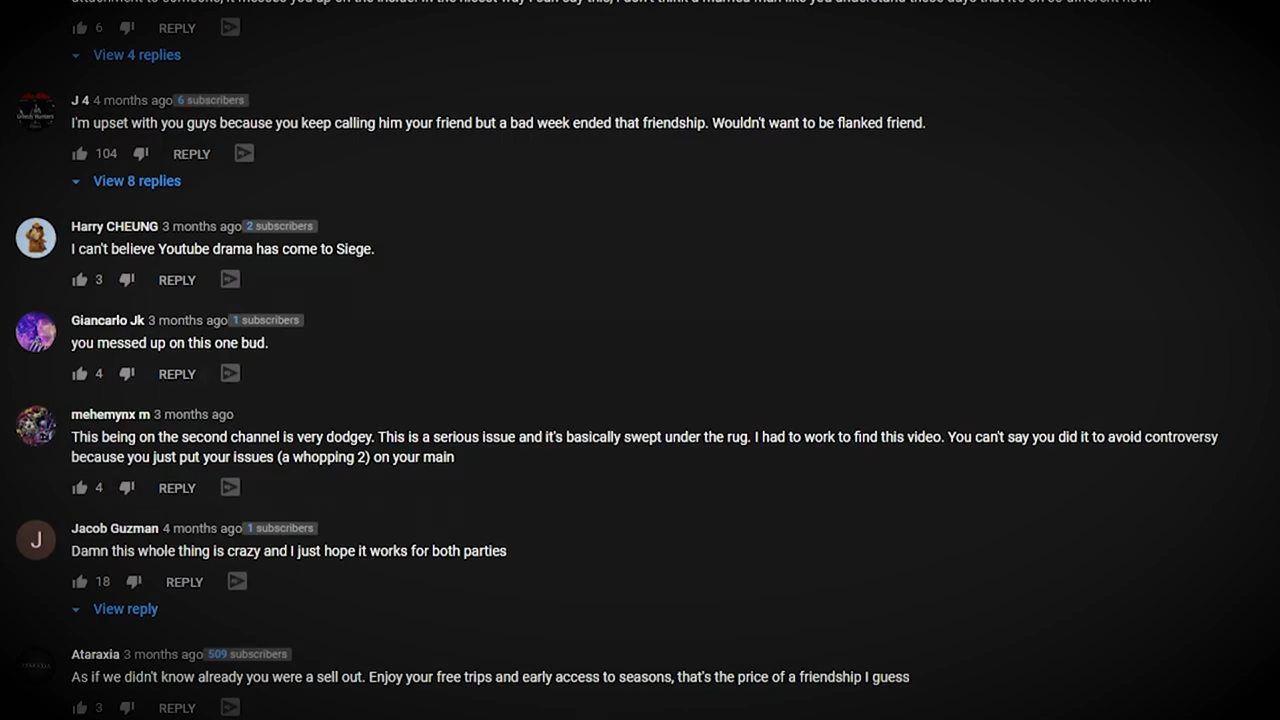 6 REPLY
View 4 replies
J 4 4 months ago 6 subscribers
I'm upset with you guys because you keep calling him your friend but a bad week ended that friendship. Wouldn't want to be flanked friend.
104 REPLY
View 8 replies
Harry CHEUNG 3 months ago 2 subscribers
I can't believe Youtube drama has come to Siege.
3 REPLY
Giancarlo Jk 3 months ago 1 subscribers
you messed up on this one bud.
4 REPLY
mehemynx m 3 months ago
This being on the second channel is very dodgey. This is a serious issue and it's basically swept under the rug. I had to work to find this video. You can't say you did it to avoid controversy
because you just put your issues (a whopping 2) on your main
4 REPLY
J
Jacob Guzman 4 months ago 1 subscribers
Damn this whole thing is crazy and I just hope it works for both parties
18 REPLY
View reply
Ataraxia 3 months ago 509 subscribers
As if we didn't know already you were a sell out. Enjoy your free trips and early access to seasons, that's the price of a friendship I guess
3 REPLY